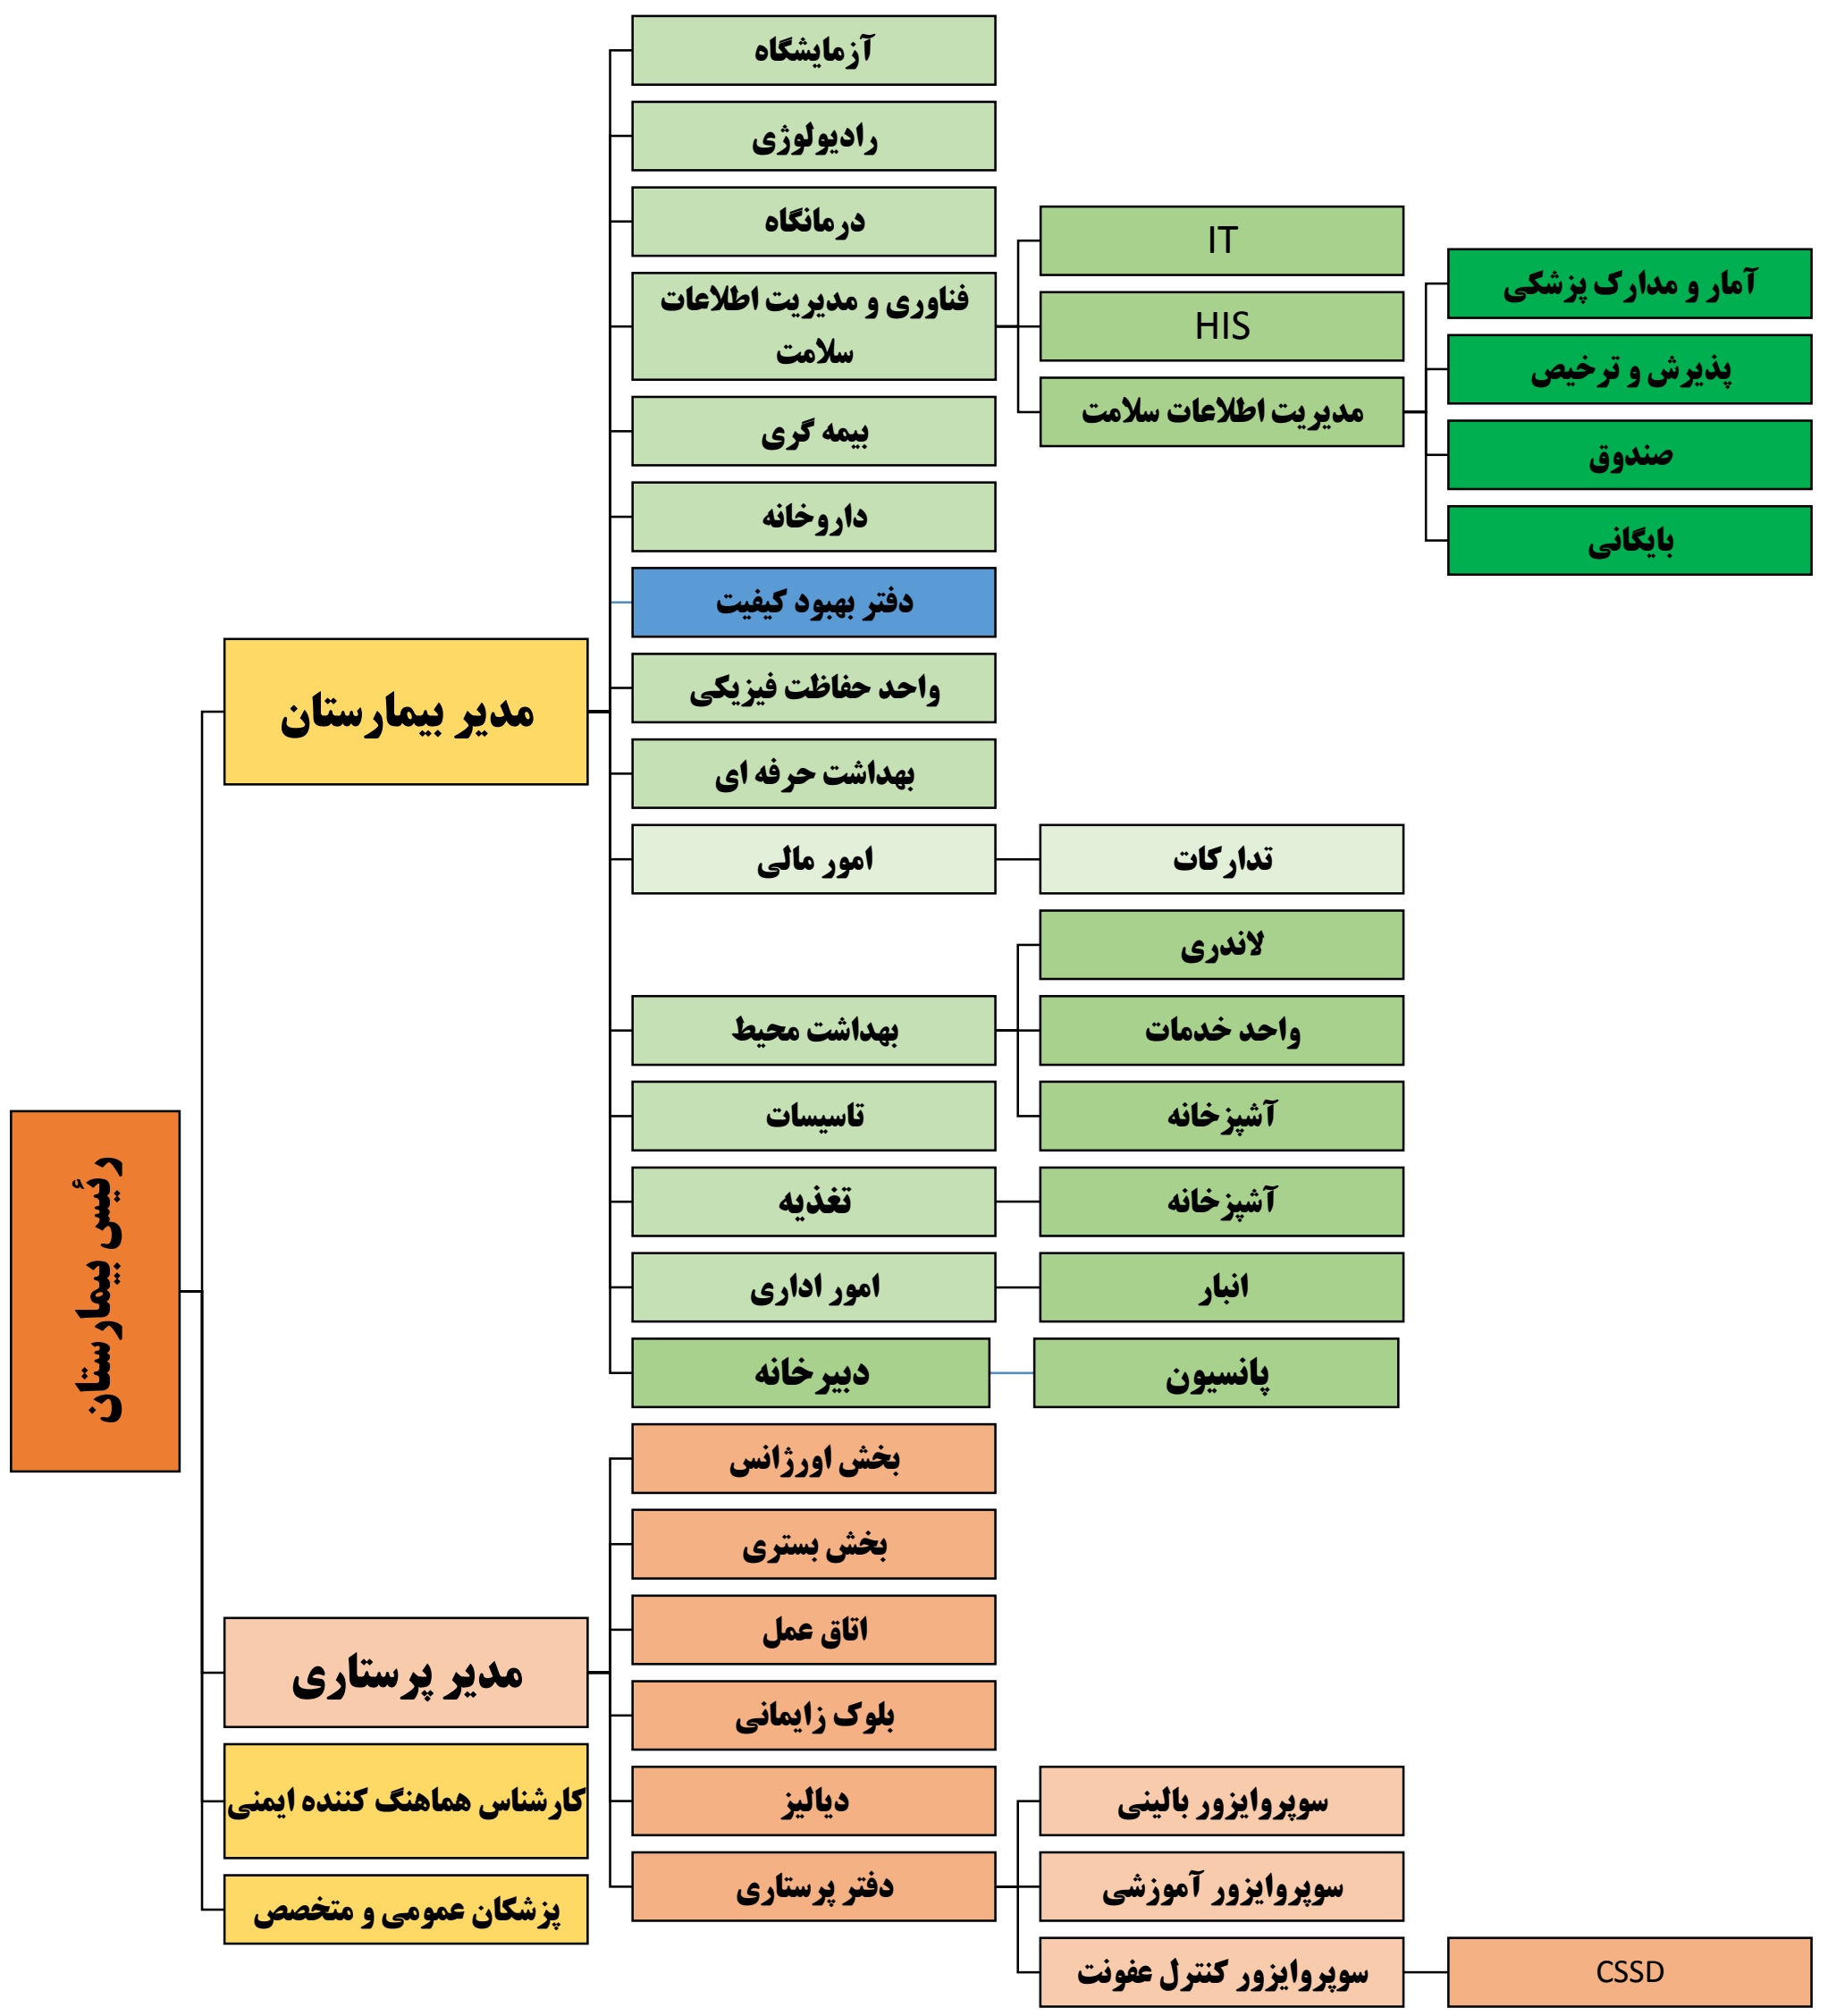 رئیس بیمارستان
مدیر بیمارستان
آزمایشگاه
رادیولوژی
درمانگاه
فناوری و مدیریت اطلاعات
سلامت
IT
HIS
مدیریت اطلاعات سلامت
آمار و مدارک پزشکی
پذیرش و ترخیص
صندوق
بایگانی
بیمه گری
داروخانه
دفتر بهبود کیفیت
واحد حفاظت فیزیکی
بهداشت حرفه ای
امور مالی
تدارکات
بهداشت محیط
لاندری
واحد خدمات
آشپزخانه
تاسیسات
تغذیه
آشپزخانه
امور اداری
انبار
دبیرخانه
پانسیون
مدیر پرستاری
بخش اورژانس
بخش بستری
اتاق عمل
بلوک زایمانی
دیالیز
دفتر پرستاری
سوپروایزور بالینی
سوپروایزور آموزشی
سوپروایزور کنترل عفونت
CSSD
کارشناس هماهنگ کننده ایمنی
پزشکان عمومی و متخصص